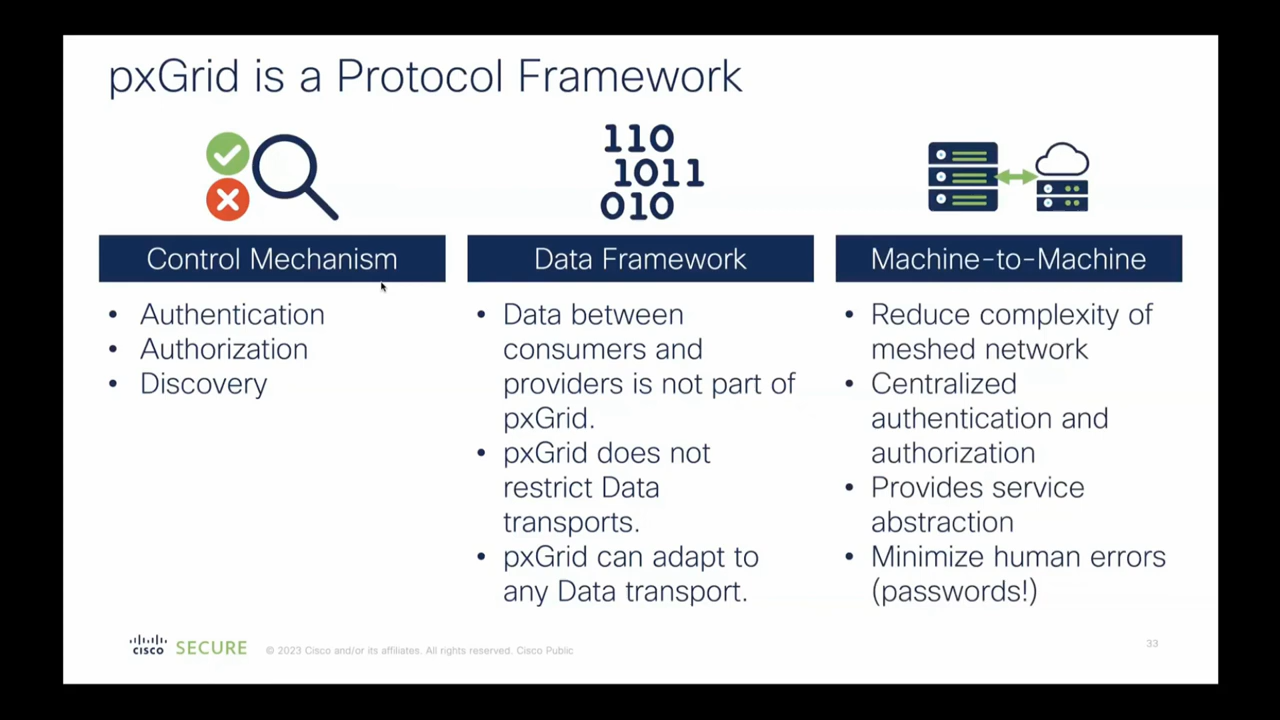 pxGrid is a Protocol Framework
110
1011
010
Control Mechanism
• Authentication
• Authorization
• Discovery
Data Framework
• Data between
consumers and
providers is not part of
pxGrid.
• pxGrid does not
restrict Data
transports.
• pxGrid can adapt to
any Data transport.
Machine-to-Machine
• Reduce complexity of
meshed network
• Centralized
authentication and
authorization
• Provides service
abstraction
• Minimize human errors
(passwords!)
cisco SECURE
© 2023 Cisco and/or its affiliates. All rights reserved. Cisco Public
33